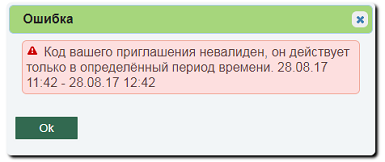 Ошибка
Код вашего приглашения невалиден, он действует
только в определённый период времени. 28.08.17
11:42 - 28.08.17 12:42
Ok